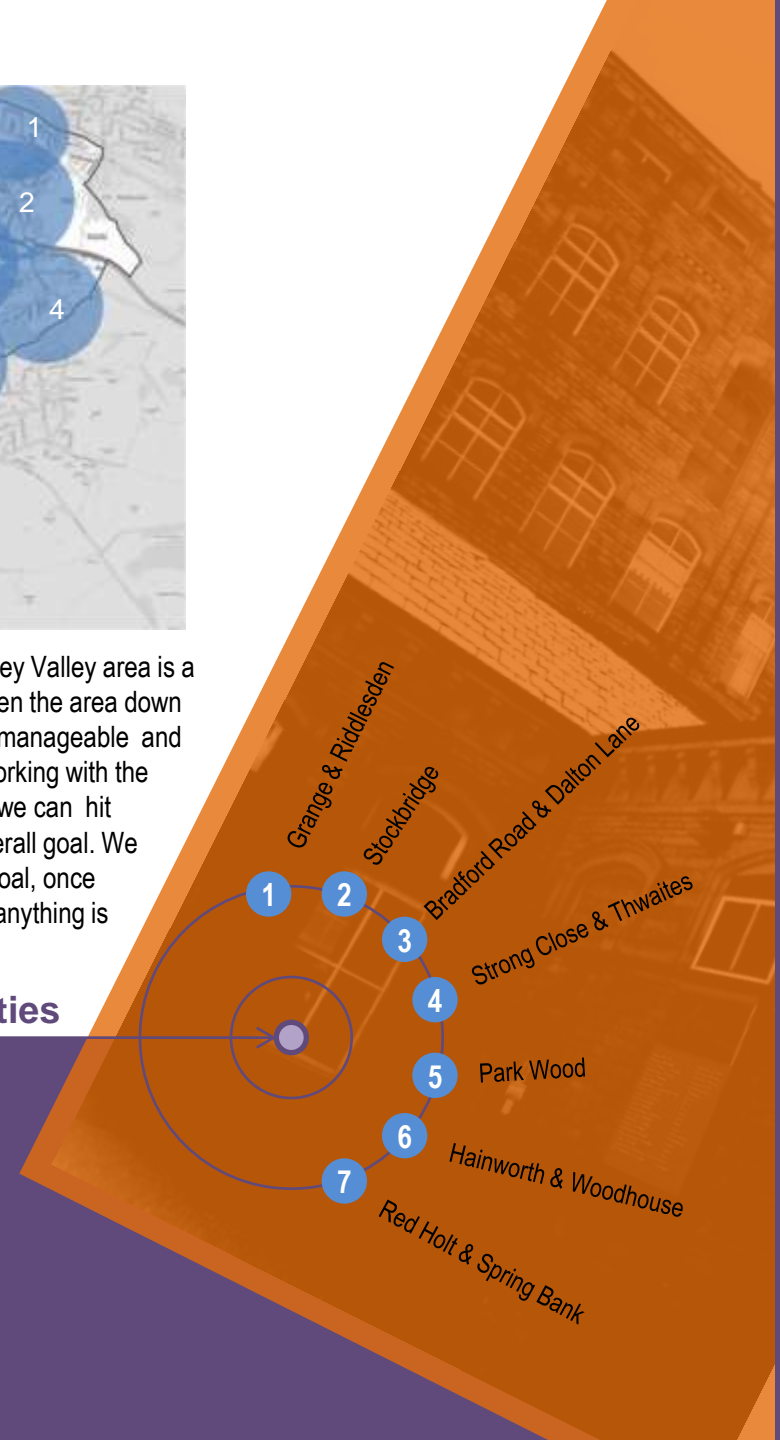 1
2
4
ey Valley area is a
en the area down
manageable and
orking with the
we can hit
erall goal. We
oal, once
anything is
ties
1 Grange & Riddlesden
2 Stockbridge
3 Bradford Road & Dalton Lane
4 Strong Close & Thwaites
5 Park Wood
6 Hainworth & Woodhouse
7 Red Holt & Spring Bank